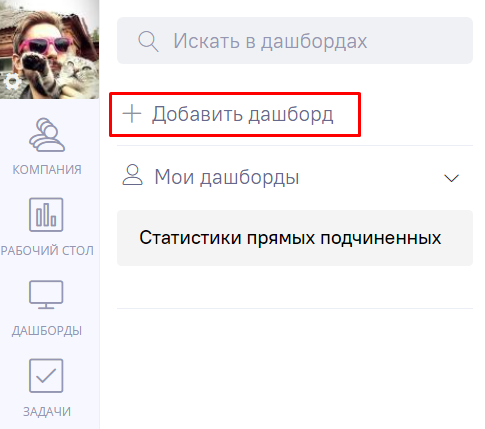 Искать в дашбордах
Добавить дашборд
КОМПАНИЯ
Мои дашборды
Статистики прямых подчиненных
РАБОЧИЙ СТОЛ
ДАШБОРДЫ
ЗАДАЧИ